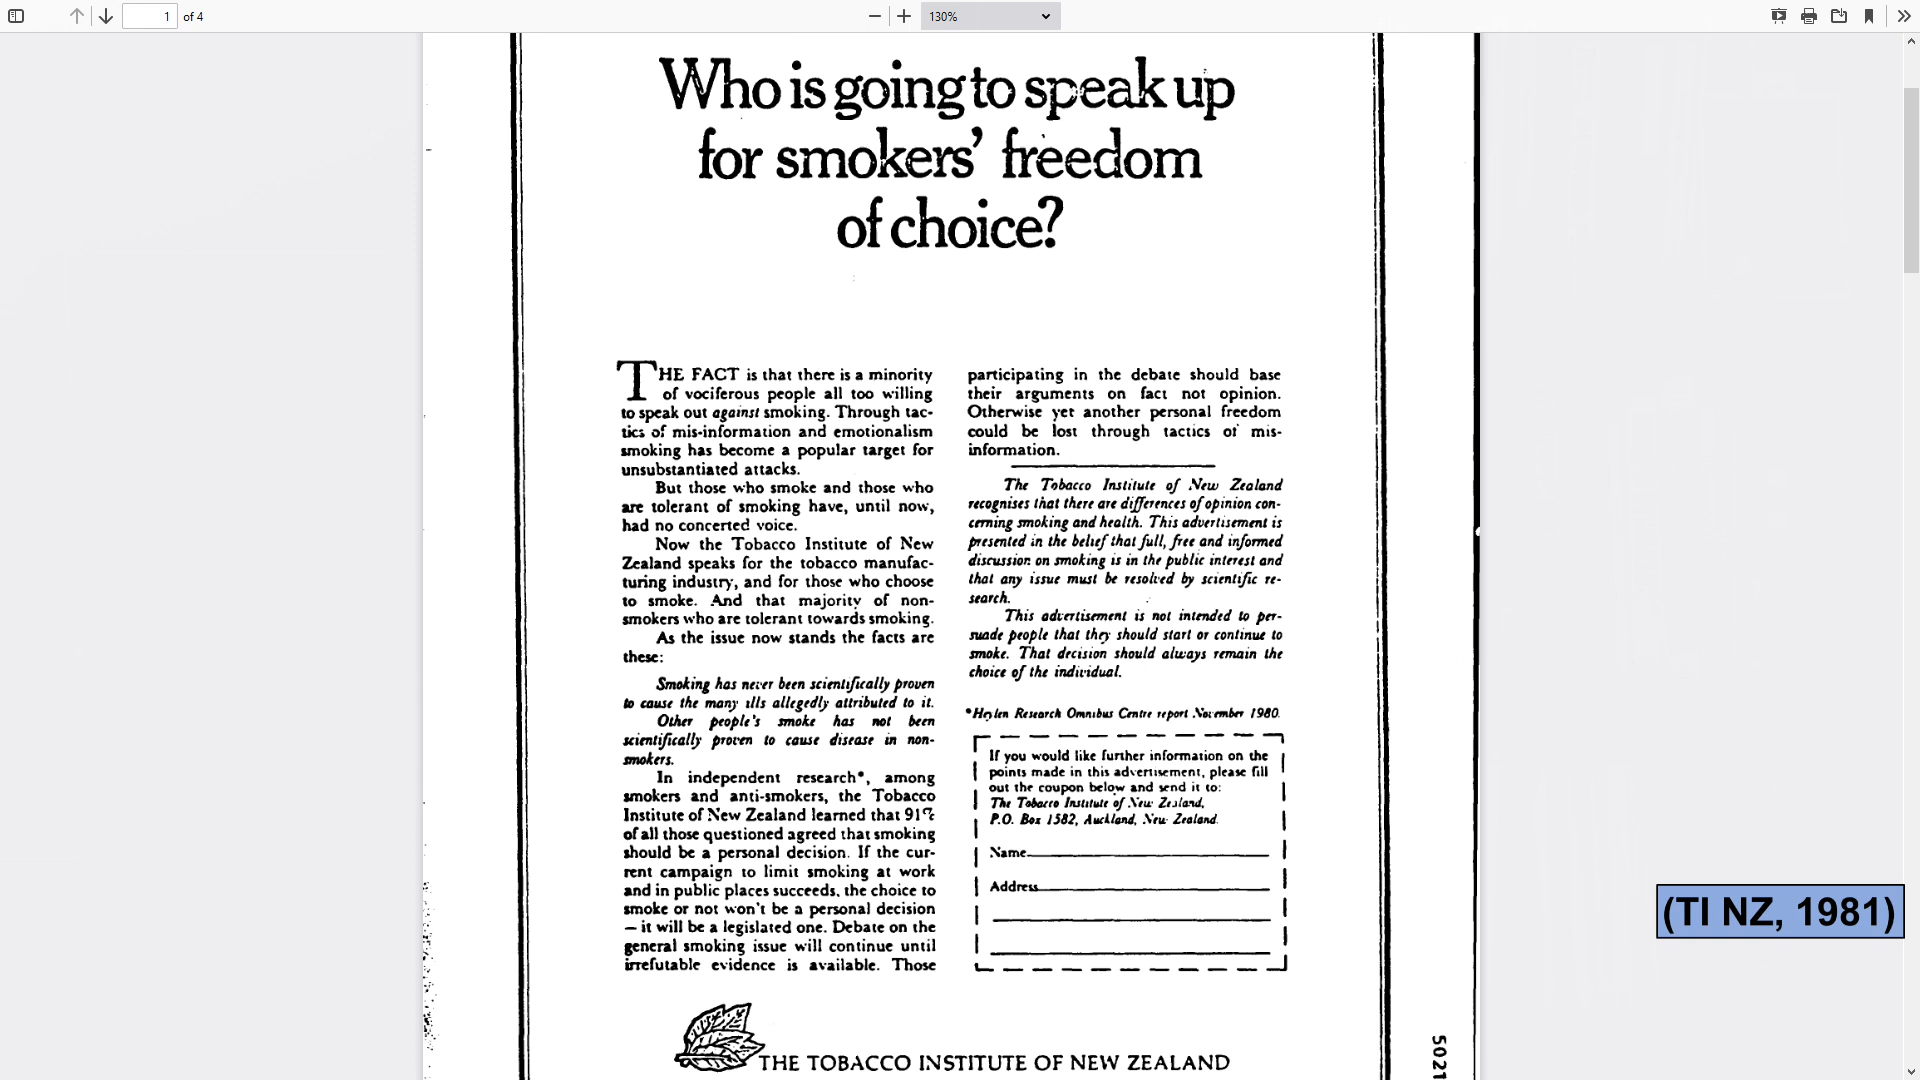 1
of 4
130%
Who is going to speak up
for smokers' freedom
of choice?
THE FACT is that there is a minority
of vociferous people all too willing
to speak out against smoking. Through tac-
tics of mis-information and emotionalism
smoking has become a popular target for
unsubstantiated attacks.
But those who smoke and those who
are tolerant of smoking have, until now,
had no concerted voice.
Now the Tobacco Institute of New
Zealand speaks for the tobacco manufac-
turing industry, and for those who choose
to smoke. And that majority of non-
smokers who are tolerant towards smoking.
As the issue now stands the facts are
these:
Smoking has never been scientifically proven
to cause the many ills allegedly attributed to it.
Other people's smoke has not been
scientifically proven to cause disease in non-
smokers.
In independent research*, among
smokers and anti-smokers, the Tobacco
Institute of New Zealand learned that 91%
of all those questioned agreed that smoking
should be a personal decision. If the cur-
rent campaign to limit smoking at work
and in public places succeeds, the choice to
smoke or not won't be a personal decision
– it will be a legislated one. Debate on the
general smoking issue will continue until
irrefutable evidence is available. Those
participating in the debate should base
their arguments on fact not opinion.
Otherwise yet another personal freedom
could be lost through tactics of mis-
information.
The Tobacco Institute of New Zealand
recognises that there are differences of opinion con-
cerning smoking and health. This advertisement is
presented in the belief that full, free and informed
discussion on smoking is in the public interest and
that any issue must be resolved by scientific re-
search.
This advertisement is not intended to per-
suade people that they should start or continue to
smoke. That decision should always remain the
choice of the individual.
*Heylen Research Omnibus Centre report November 1980.
If you would like further information on the
points made in this advertisement, please fill
out the coupon below and send it to:
The Tobacco Institute of New Zealand,
P.O. Box 1582, Auckland, New Zealand.
Name
Address
THE TOBACCO INSTITUTE OF NEW ZEALAND
5021
(TI NZ, 1981)